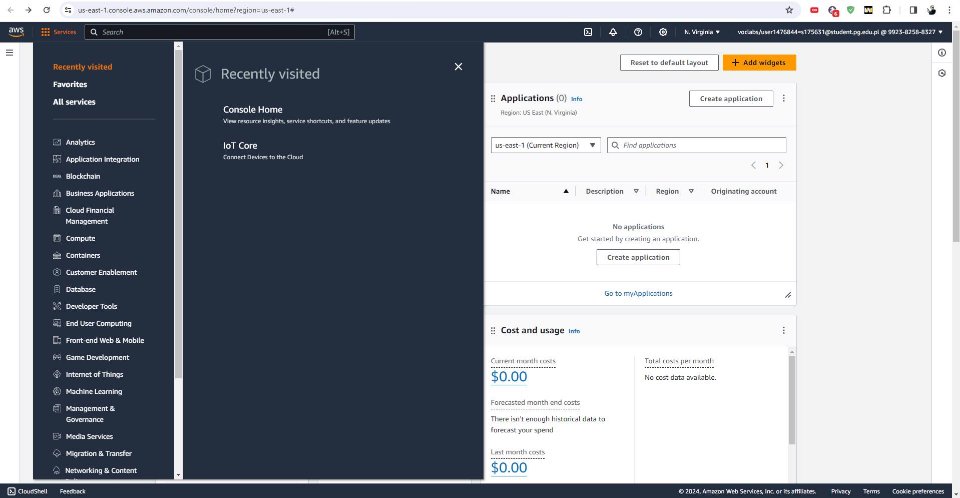 us-east-1.console.aws.amazon.com/console/home?region=us-east-1#
aws
Services
Search
[Alt+S]
N. Virginia
voclabs/user1476844=s175631@student.pg.edu.pl @ 9923-8258-8327
Recently visited
Favorites
All services
Analytics
Application Integration
Blockchain
Business Applications
Cloud Financial
Management
Compute
Containers
Customer Enablement
Database
Developer Tools
End User Computing
Front-end Web & Mobile
Game Development
Internet of Things
Machine Learning
Management &
Governance
Media Services
Migration & Transfer
Networking & Content
Recently visited
Console Home
View resource insights, service shortcuts, and feature updates
IoT Core
Connect Devices to the Cloud
Reset to default layout
Add widgets
Applications (0) Info
Region: US East (N. Virginia)
Create application
us-east-1 (Current Region)
Find applications
1
Name
Description
Region
Originating account
No applications
Get started by creating an application.
Create application
Go to myApplications
Cost and usage Info
Current month costs
$0.00
Forecasted month end costs
There isn't enough historical data to
forecast your spend
Last month costs
$0.00
Total costs per month
No cost data available.
CloudShell
Feedback
© 2024, Amazon Web Services, Inc. or its affiliates.
Privacy
Terms
Cookie preferences